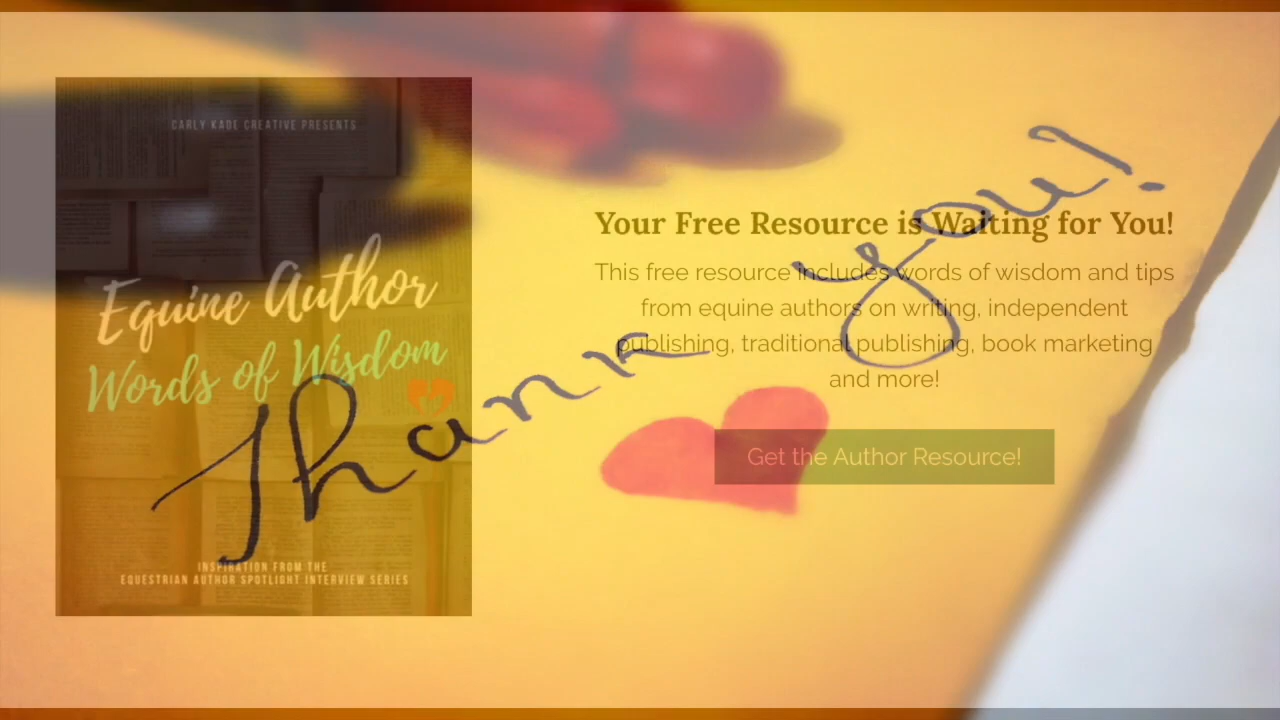 CARLY KADE CREATIVE PRESENTS
Equine Author
Words of Wisdom
INSPIRATION FROM THE
EQUESTRIAN AUTHOR SPOTLIGHT INTERVIEW SERIES
Thank you!
Your Free Resource is Waiting for You!
This free resource includes words of wisdom and tips
from equine authors on writing, independent
publishing, traditional publishing, book marketing
and more!
Get the Author Resource!